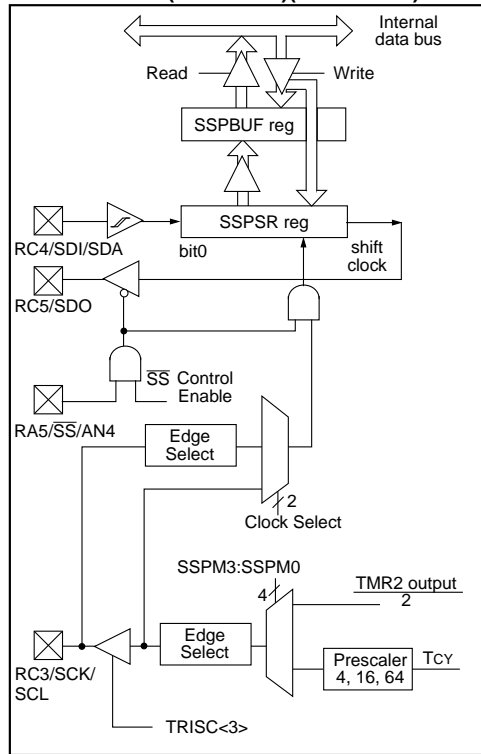 Internal
data bus
Read
Write
SSPBUF reg
SSPSR reg
RC4/SDI/SDA
bit0
shift
clock
RC5/SDO
SS Control
Enable
RA5/SS/AN4
Edge
Select
2
Clock Select
SSPM3:SSPM0
TMR2 output
4
2
Edge
Select
Prescaler
4, 16, 64
TCY
RC3/SCK/
SCL
TRISC<3>